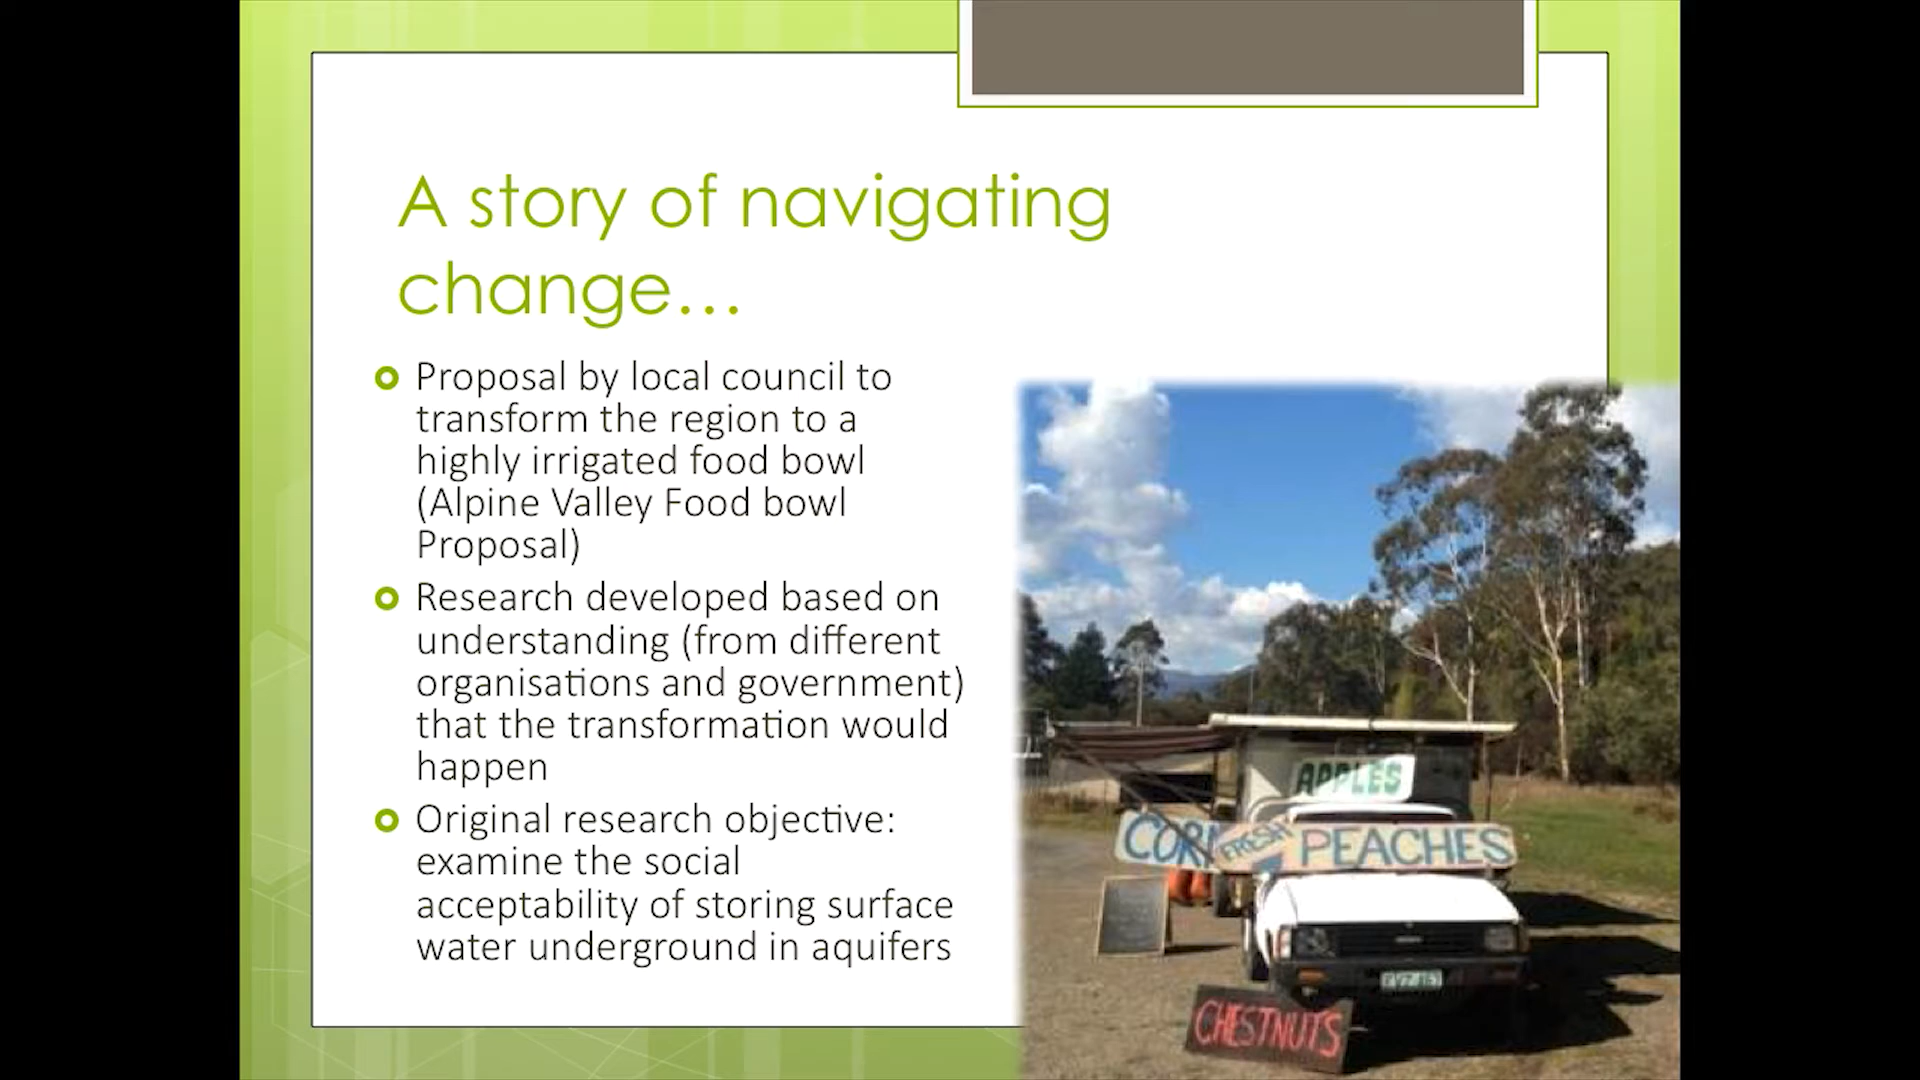 A story of navigating
change...
Proposal by local council to
transform the region to a
highly irrigated food bowl
(Alpine Valley Food bowl
Proposal)
Research developed based on
understanding (from different
organisations and government)
that the transformation would
happen
Original research objective:
examine the social
acceptability of storing surface
water underground in aquifers
APPLES
CORN FRESH PEACHES
CHESTNUTS